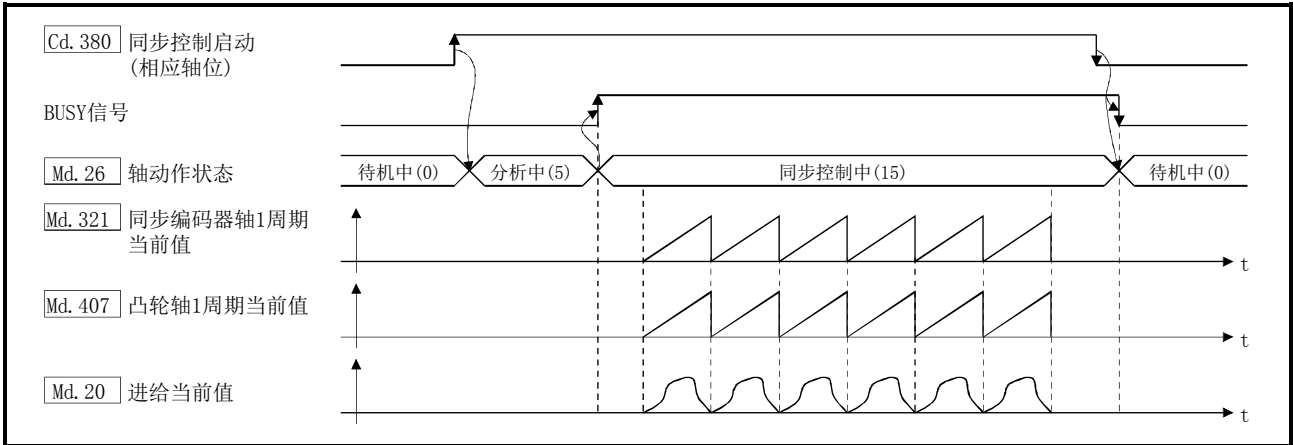 Cd. 380 同步控制启动
(相应轴位)
BUSY信号
Md. 26 轴动作状态
待机中(0) 分析中(5) 同步控制中(15) 待机中(0)
Md. 321 同步编码器轴1周期
当前值
t
Md. 407 凸轮轴1周期当前值
t
Md. 20 进给当前值
t